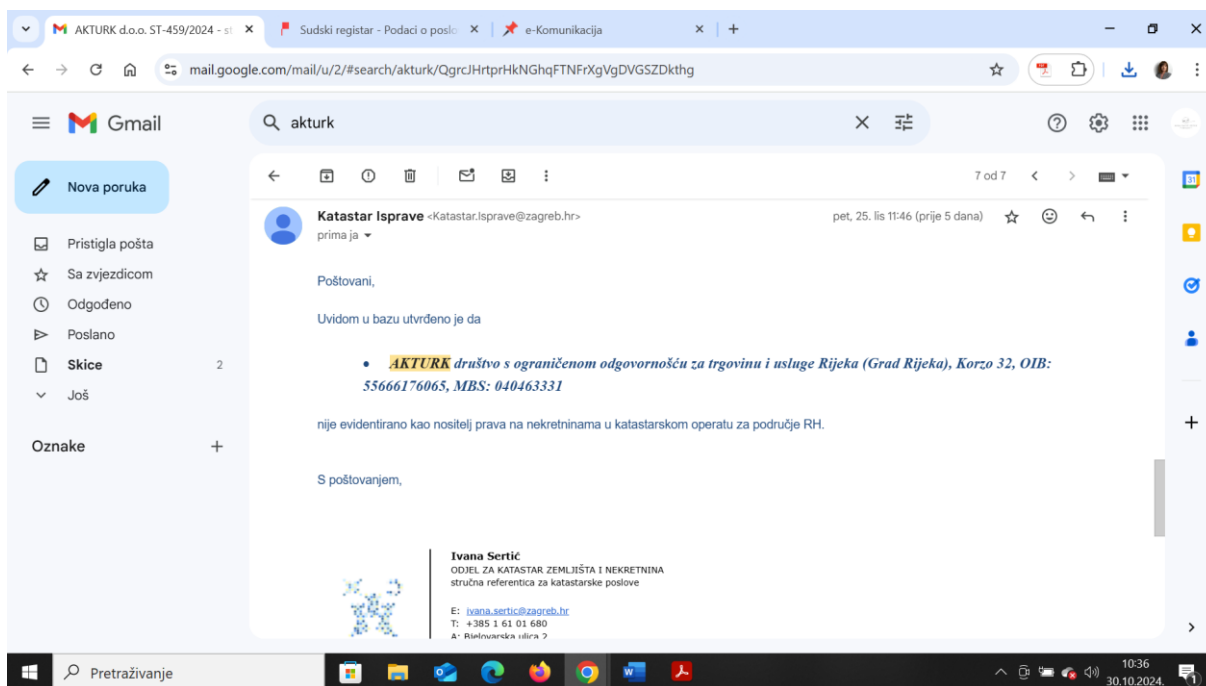 AKTURK d.o.o. ST-459/2024 - st
Sudski registar - Podaci o poslo
e-Komunikacija
mail.google.com/mail/u/2/#search/akturk/QgrcJHrtprHkNGhqFTNFrXgVgDVGSZDkthg
Gmail
akturk
Nova poruka
7 od 7
Katastar Isprave <Katastar.Isprave@zagreb.hr>
pet, 25. lis 11:46 (prije 5 dana)
prima ja
Pristigla pošta
Sa zvjezdicom
Odgođeno
Poslano
Skice 2
Još
Oznake
Poštovani,
Uvidom u bazu utvrđeno je da
• AKTURK društvo s ograničenom odgovornošću za trgovinu i usluge Rijeka (Grad Rijeka), Korzo 32, OIB:
55666176065, MBS: 040463331
nije evidentirano kao nositelj prava na nekretninama u katastarskom operatu za područje RH.
S poštovanjem,
Ivana Sertić
ODJEL ZA KATASTAR ZEMLJIŠTA I NEKRETNINA
stručna referentica za katastarske poslove
E: ivana.sertic@zagreb.hr
T: +385 1 61 01 680
A: Bjelovarska ulica 2
31
Pretraživanje
10:36
30.10.2024.
1